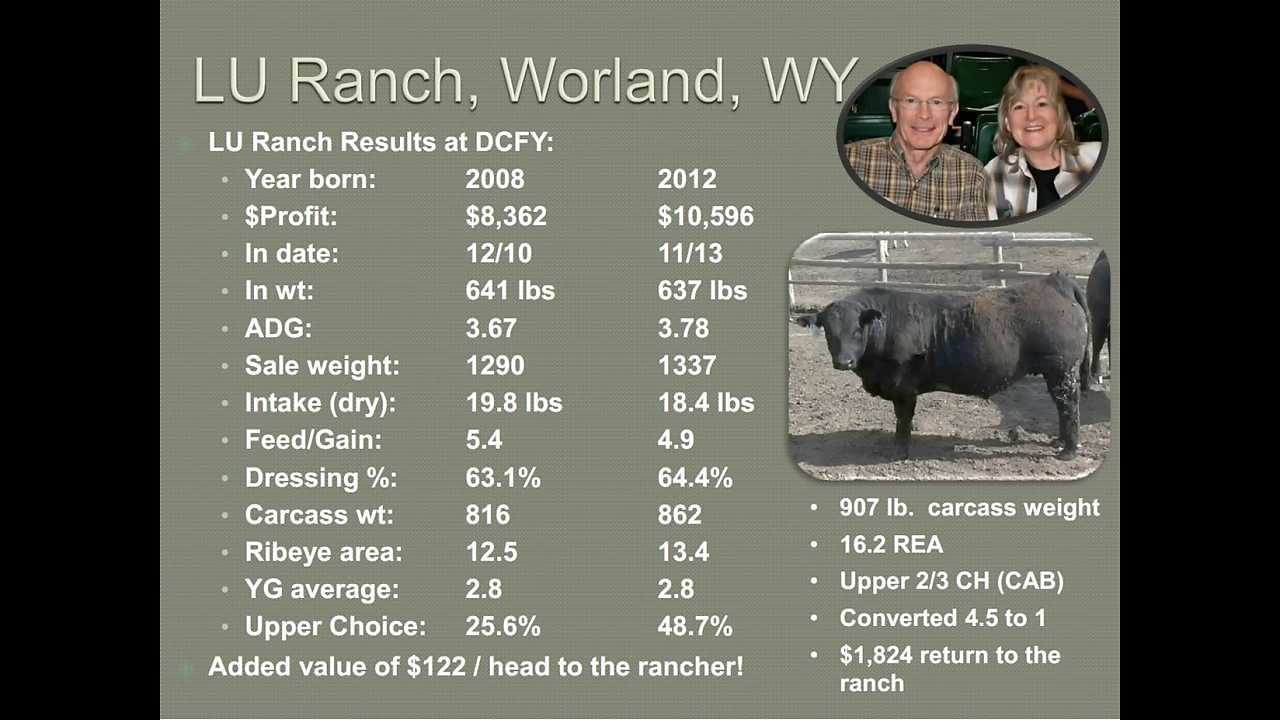 LU Ranch, Worland, WY
LU Ranch Results at DCFY:
Year born: 2008 2012
$Profit: $8,362 $10,596
In date: 12/10 11/13
In wt: 641 lbs 637 lbs
ADG: 3.67 3.78
Sale weight: 1290 1337
Intake (dry): 19.8 lbs 18.4 lbs
Feed/Gain: 5.4 4.9
Dressing %: 63.1% 64.4%
Carcass wt: 816 862
Ribeye area: 12.5 13.4
YG average: 2.8 2.8
Upper Choice: 25.6% 48.7%
Added value of $122 / head to the rancher!
907 lb. carcass weight
16.2 REA
Upper 2/3 CH (CAB)
Converted 4.5 to 1
$1,824 return to the
ranch